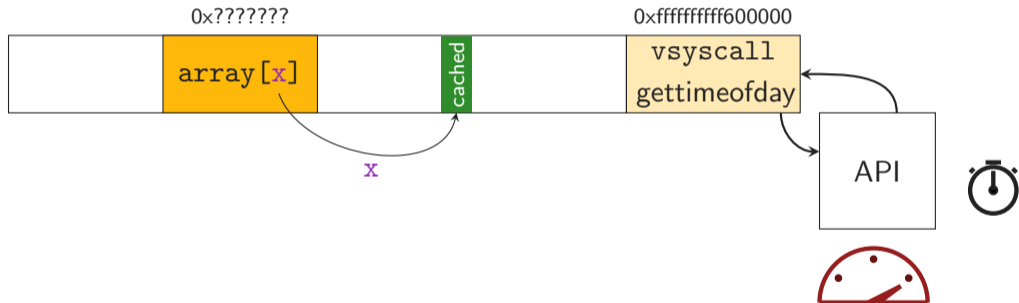 0x???????
0xffffffffff600000
array[x]
cached
vsyscall
gettimeofday
x
API